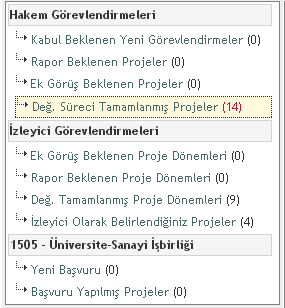 Hakem Görevlendirmeleri
Kabul Beklenen Yeni Görevlendirmeler (0)
Rapor Beklenen Projeler (0)
Ek Görüş Beklenen Projeler (0)
Değ. Süreci Tamamlanmış Projeler (14)
İzleyici Görevlendirmeleri
Ek Görüş Beklenen Proje Dönemleri (0)
Rapor Beklenen Proje Dönemleri (0)
Değ. Tamamlanmış Proje Dönemleri (9)
İzleyici Olarak Belirlendiğiniz Projeler (4)
1505 - Üniversite-Sanayi İşbirliği
Yeni Başvuru (0)
Başvuru Yapılmış Projeler (0)